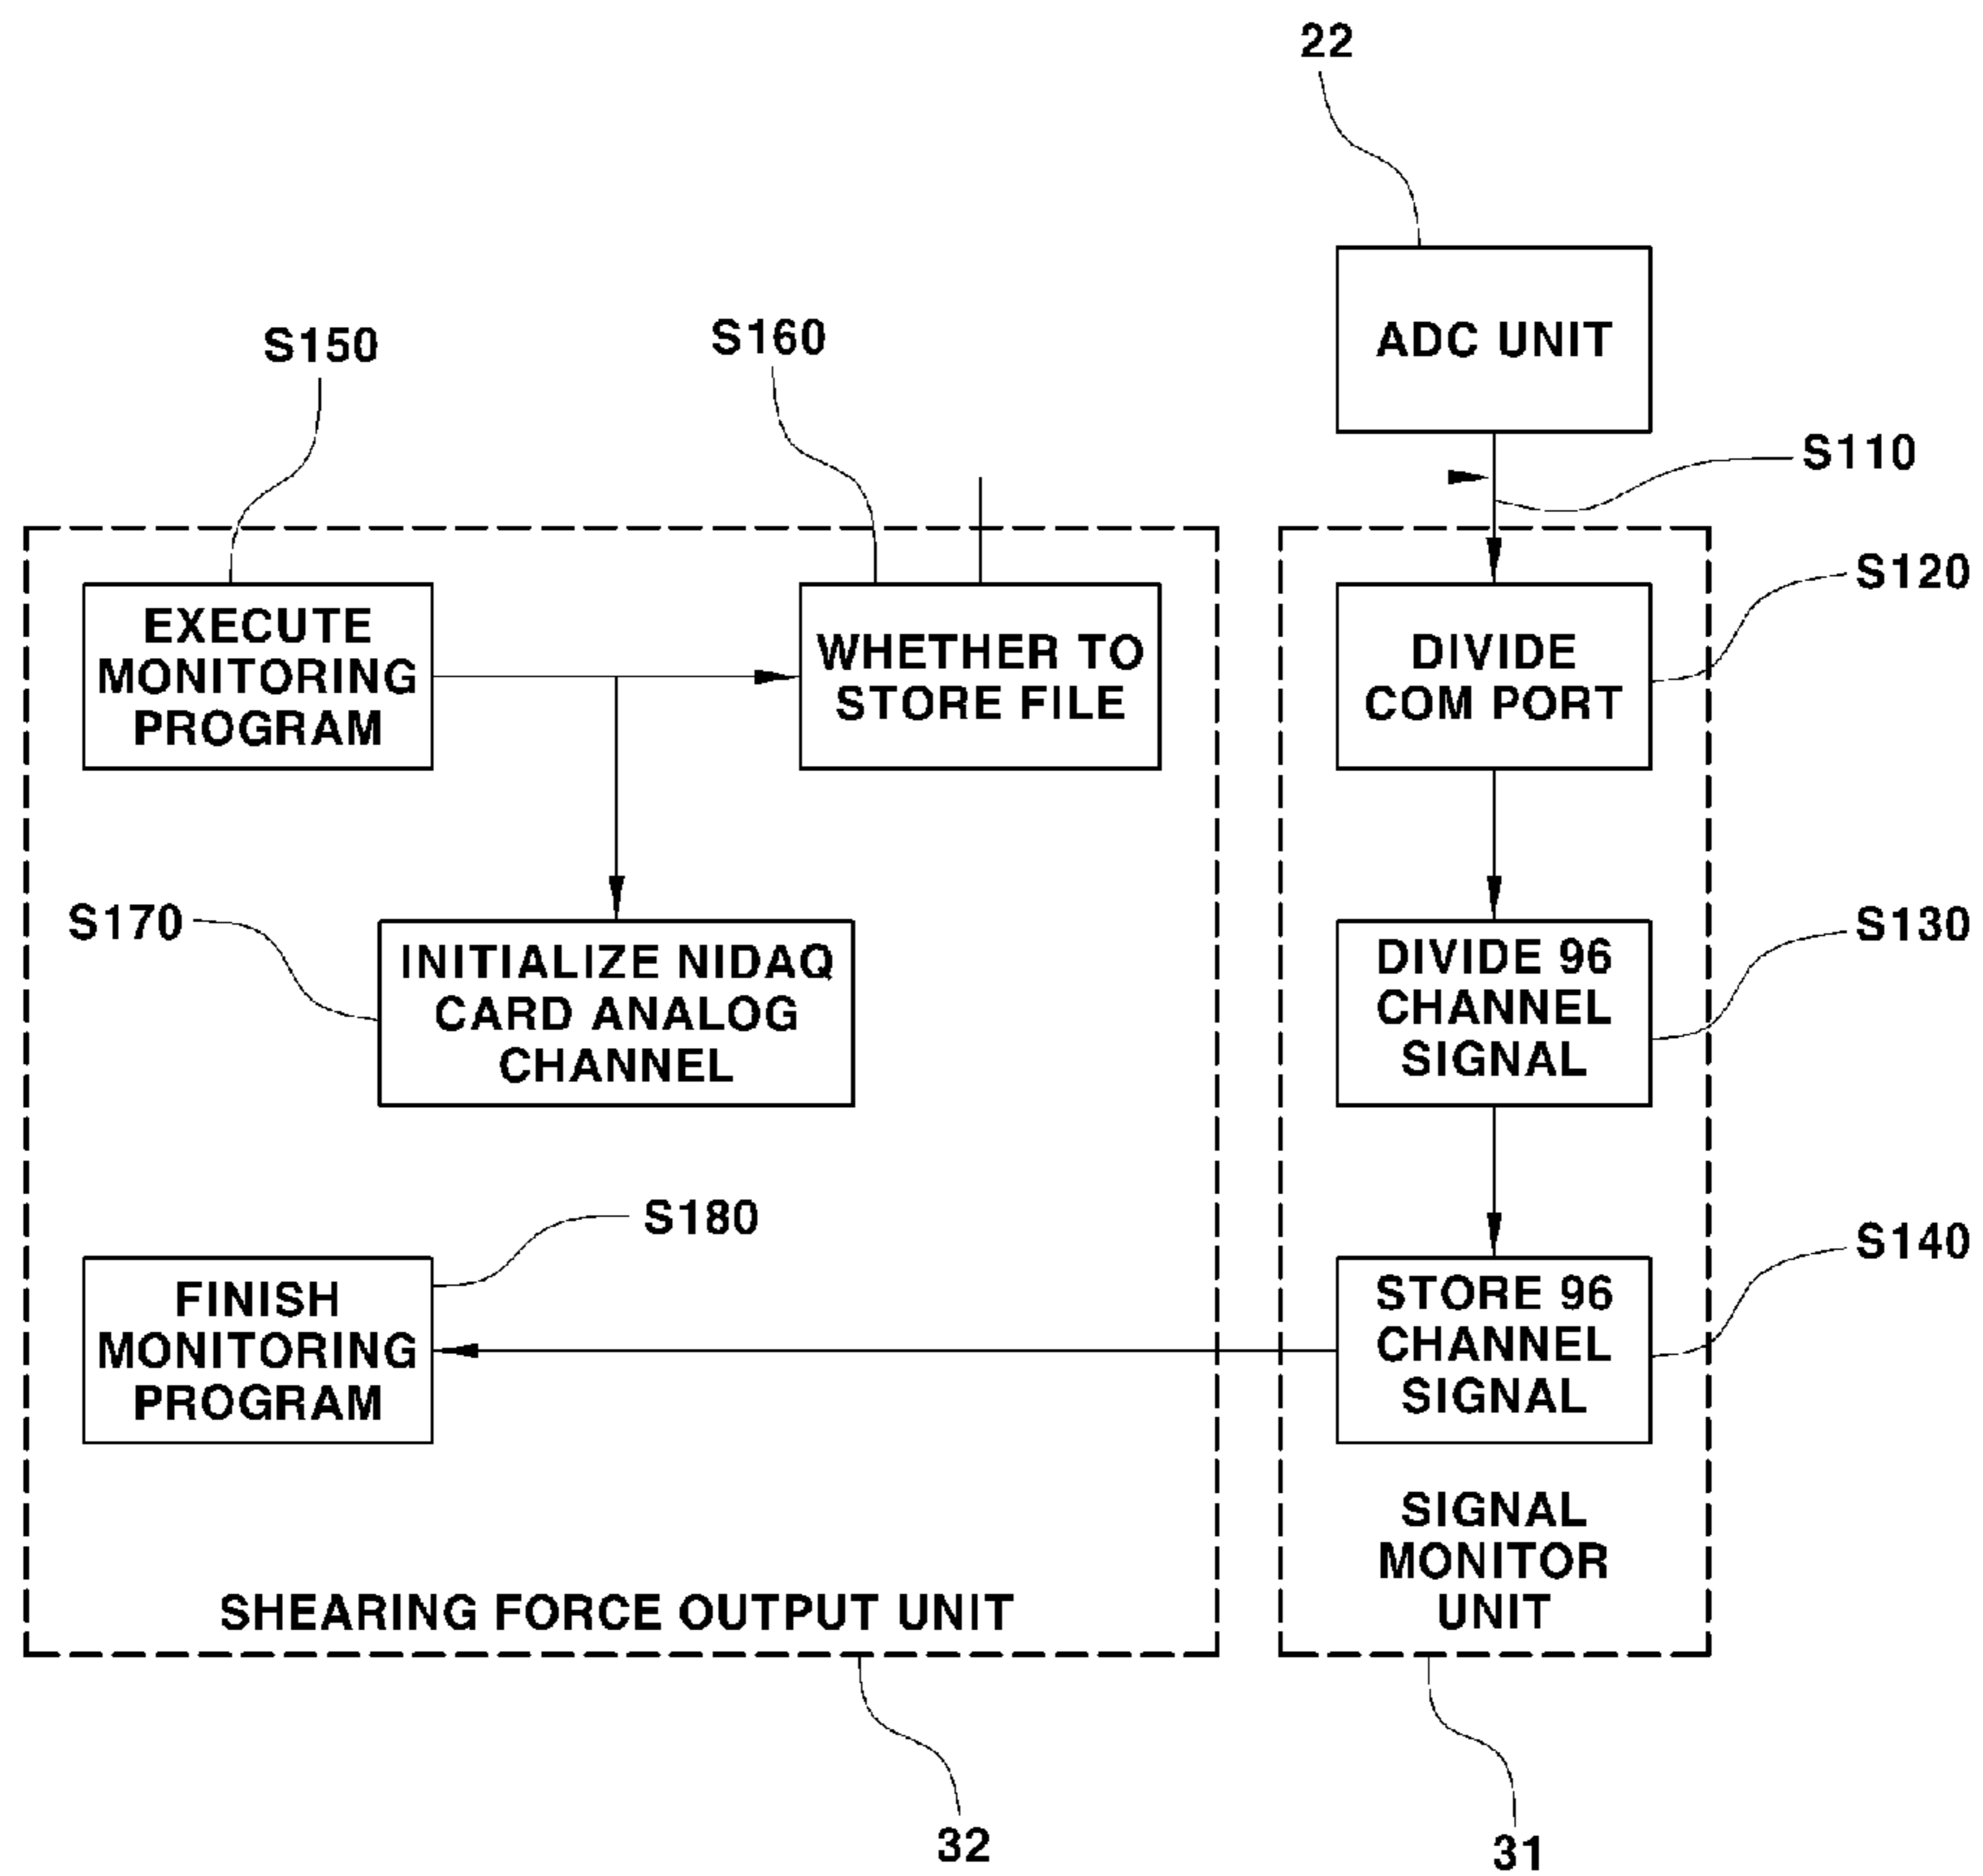 22
ADC UNIT
S150
S160
S110
S120
EXECUTE
MONITORING
PROGRAM
WHETHER TO
STORE FILE
DIVIDE
COM PORT
S170
INITIALIZE NIDAQ
CARD ANALOG
CHANNEL
DIVIDE 96
CHANNEL
SIGNAL
S130
S180
FINISH
MONITORING
PROGRAM
STORE 96
CHANNEL
SIGNAL
S140
SHEARING FORCE OUTPUT UNIT
SIGNAL
MONITOR
UNIT
32
31